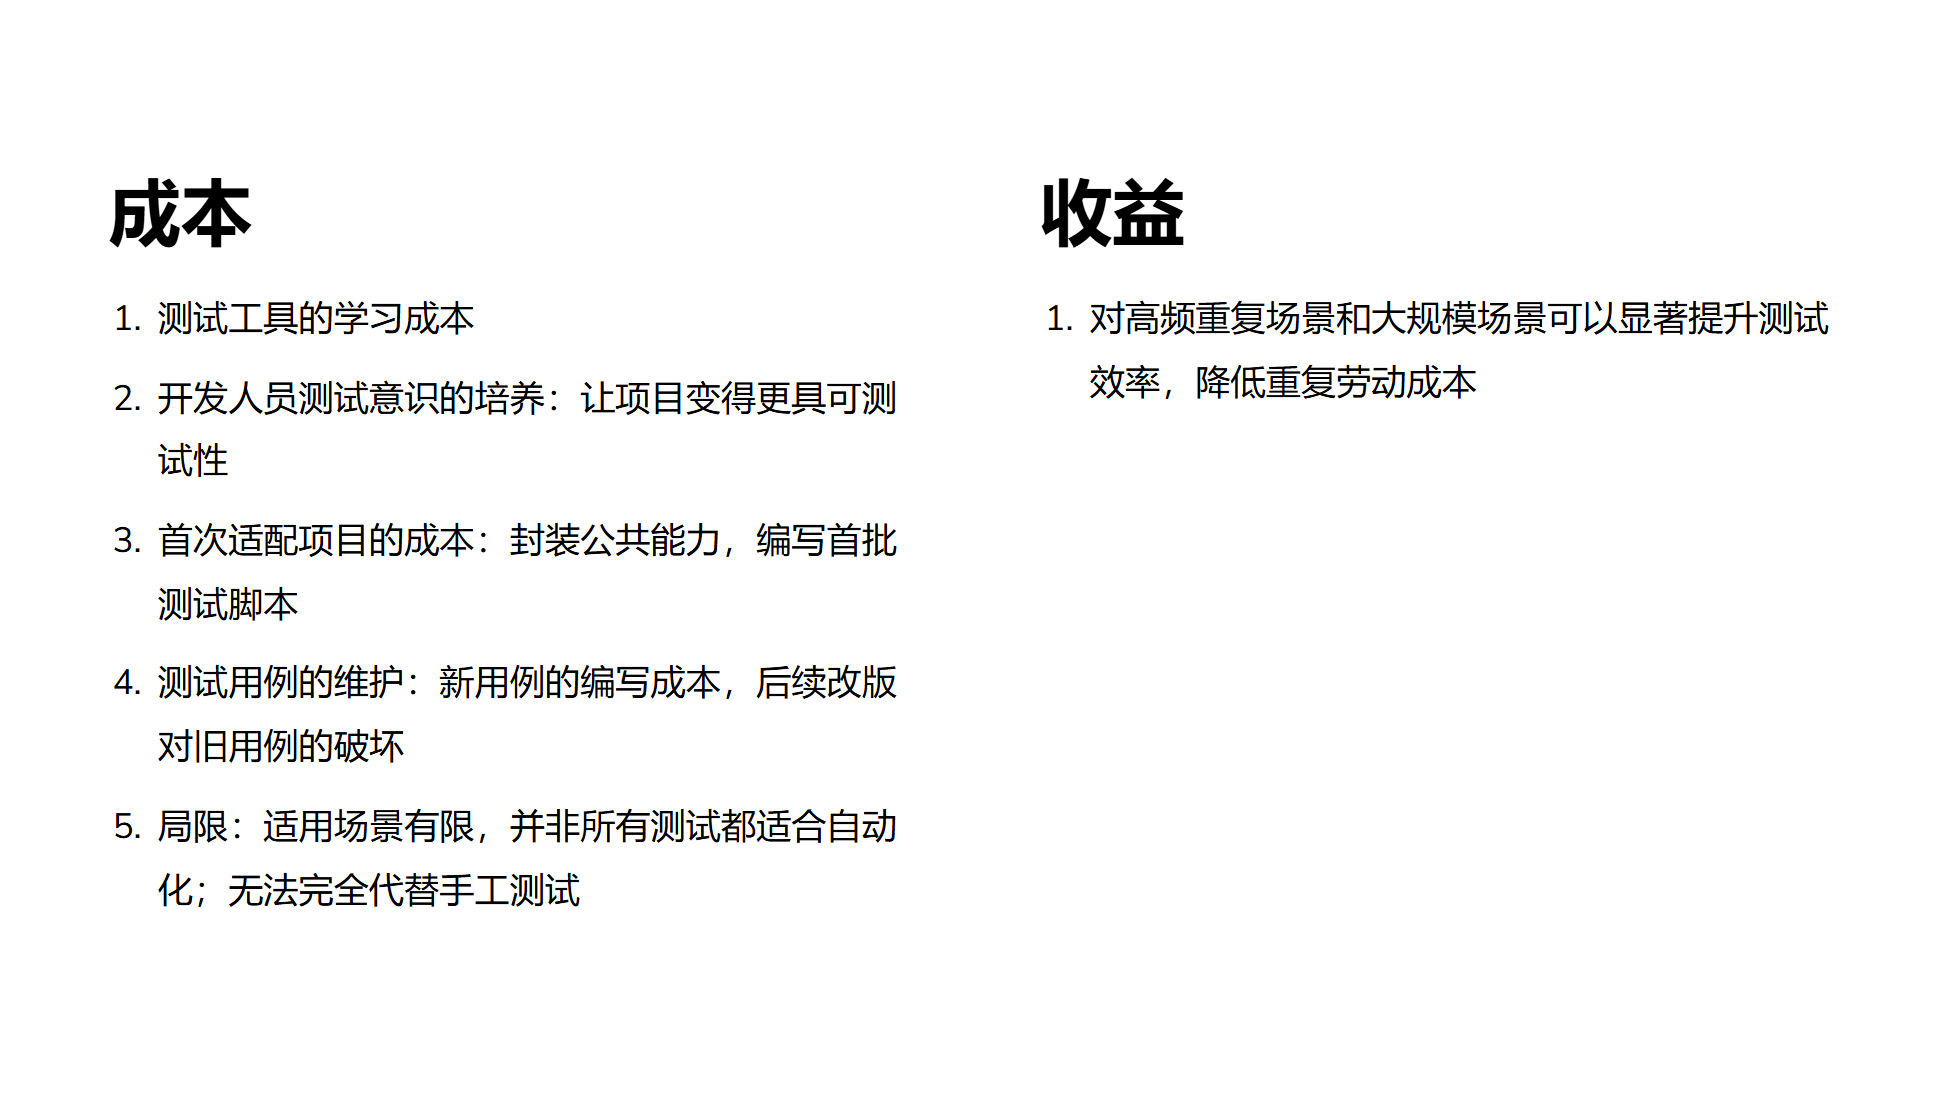 成本
1. 测试工具的学习成本
2. 开发人员测试意识的培养：让项目变得更具可测
试性
3. 首次适配项目的成本：封装公共能力，编写首批
测试脚本
4. 测试用例的维护：新用例的编写成本，后续改版
对旧用例的破坏
5. 局限：适用场景有限，并非所有测试都适合自动
化；无法完全代替手工测试
收益
1. 对高频重复场景和大规模场景可以显著提升测试
效率，降低重复劳动成本